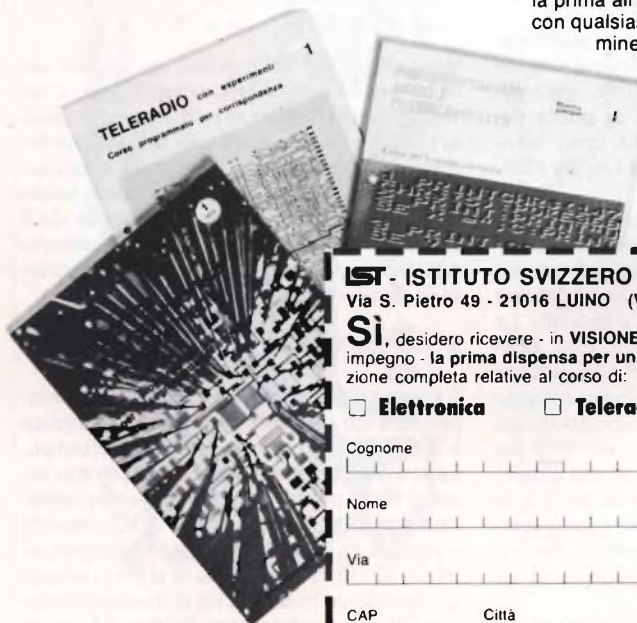 la prima all'
con qualsias
mine
TELERADIO con esperimenti
1
Corso programmato per corrispondenza
1
1
IST - ISTITUTO SVIZZERO
Via S. Pietro 49 - 21016 LUINO (V
Sì, desidero ricevere - in VISIONE
impegno - la prima dispensa per un
zione completa relative al corso di:
Elettronica Telera
Cognome
Nome
Via
CAP Città